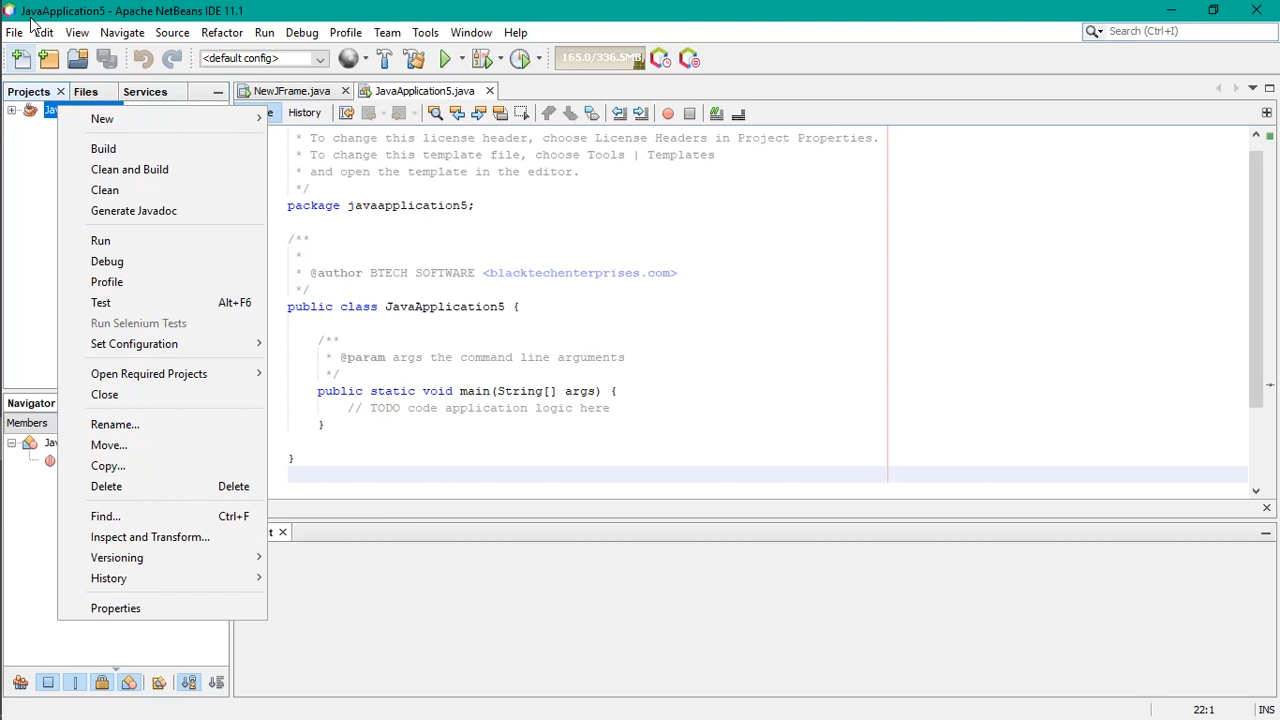 JavaApplication5 - Apache NetBeans IDE 11.1
File Edit View Navigate Source Refactor Run Debug Profile Team Tools Window Help
Search (Ctrl+I)
<default config>
165.0/336.5MB
Projects Files Services
NewJFrame.java JavaApplication5.java
History
New
Build
Clean and Build
Clean
Generate Javadoc
Run
Debug
Profile
Test Alt+F6
Run Selenium Tests
Set Configuration
Open Required Projects
Close
Rename...
Move...
Copy...
Delete Delete
Find... Ctrl+F
Inspect and Transform...
Versioning
History
Properties
Navigator
Members
* To change this license header, choose License Headers in Project Properties.
* To change this template file, choose Tools | Templates
* and open the template in the editor.
*/
package javaapplication5;
/**
*
* @author BTECH SOFTWARE <blacktechenterprises.com>
*/
public class JavaApplication5 {
/**
* @param args the command line arguments
*/
public static void main(String[] args) {
// TODO code application logic here
}
}
22:1 INS